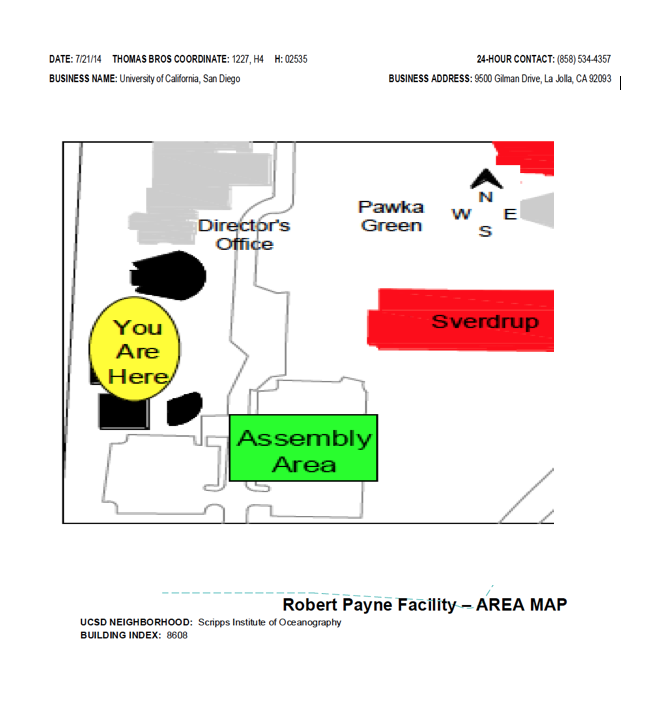 DATE: 7/21/14 THOMAS BROS COORDINATE: 1227, H4 H: 02535 24-HOUR CONTACT: (858) 534-4357
BUSINESS NAME: University of California, San Diego BUSINESS ADDRESS: 9500 Gilman Drive, La Jolla, CA 92093
Director's
Office
Pawka
Green
N
W E
S
You
Are
Here
Sverdrup
Assembly
Area
Robert Payne Facility – AREA MAP
UCSD NEIGHBORHOOD: Scripps Institute of Oceanography
BUILDING INDEX: 8608